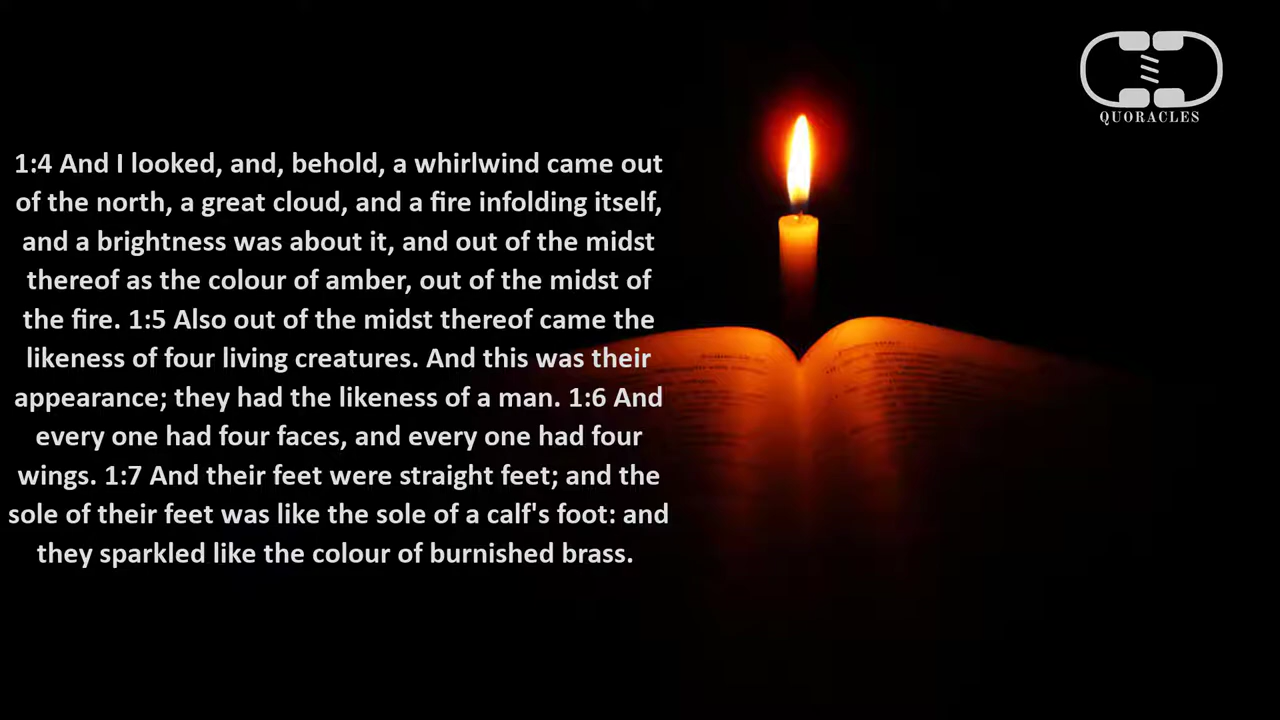 QUORACLES
1:4 And I looked, and, behold, a whirlwind came out
of the north, a great cloud, and a fire infolding itself,
and a brightness was about it, and out of the midst
thereof as the colour of amber, out of the midst of
the fire. 1:5 Also out of the midst thereof came the
likeness of four living creatures. And this was their
appearance; they had the likeness of a man. 1:6 And
every one had four faces, and every one had four
wings. 1:7 And their feet were straight feet; and the
sole of their feet was like the sole of a calf's foot: and
they sparkled like the colour of burnished brass.